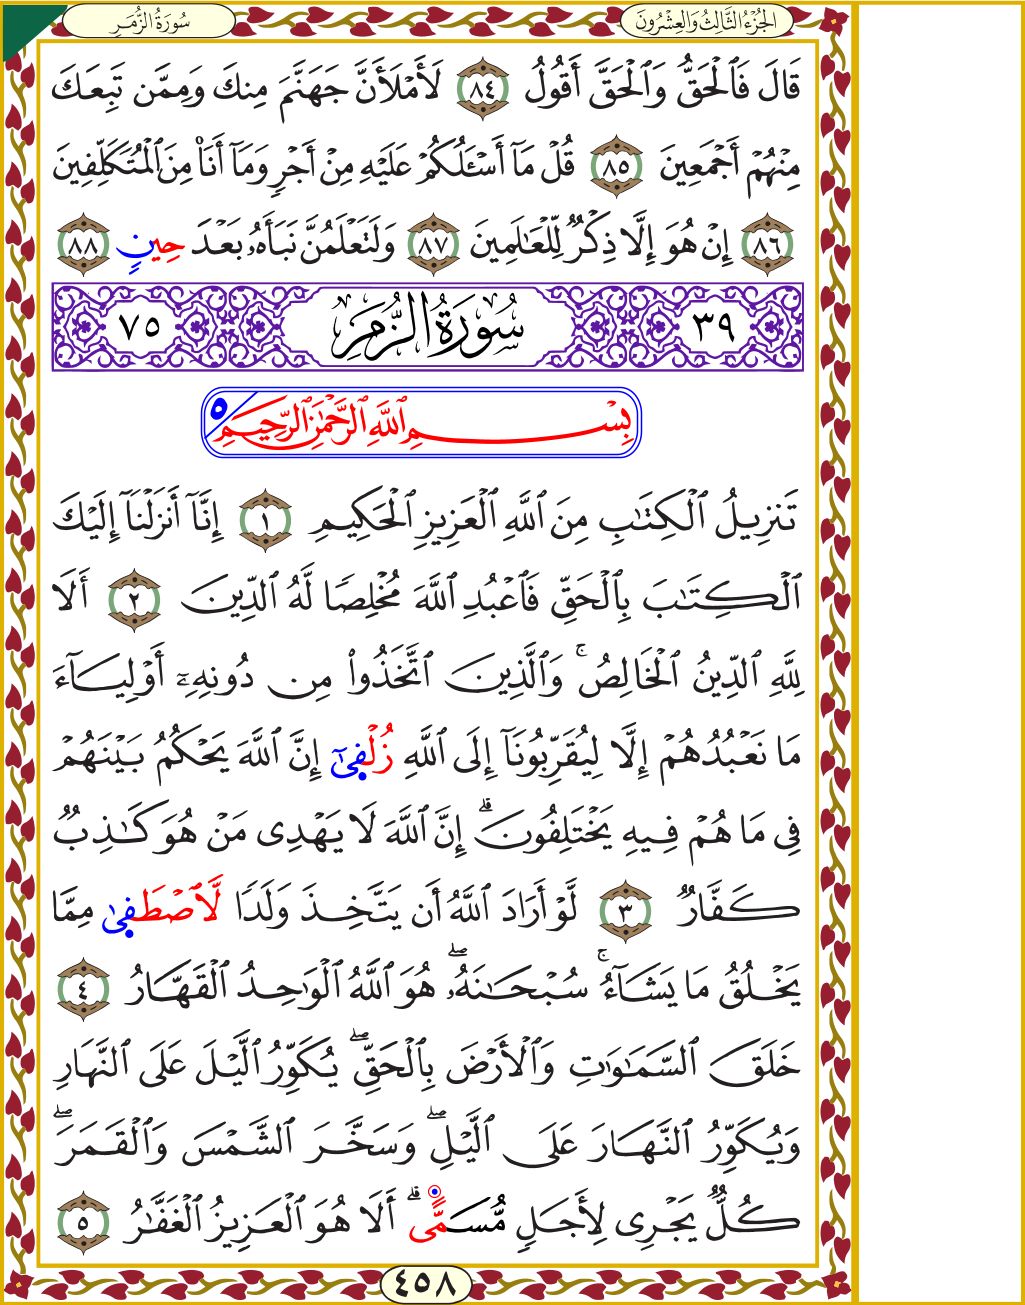 الجُزْءُ الثَّالِثُ وَالعِشْرُونَ
سُورَةُ الزُّمَرِ
قَالَ فَٱلۡحَقُّ وَٱلۡحَقَّ أَقُولُ ٨٤ لَأَمۡلَأَنَّ جَهَنَّمَ مِنكَ وَمِمَّن تَبِعَكَ
مِنۡهُمۡ أَجۡمَعِينَ ٨٥ قُلۡ مَآ أَسۡـَٔلُكُمۡ عَلَيۡهِ مِنۡ أَجۡرٖ وَمَآ أَنَا۠ مِنَ ٱلۡمُتَكَلِّفِينَ
٨٦ إِنۡ هُوَ إِلَّا ذِكۡرٞ لِّلۡعَٰلَمِينَ ٨٧ وَلَتَعۡلَمُنَّ نَبَأَهُۥ بَعۡدَ حِينِۭ ٨٨
٣٩ سُورَةُ الزُّمَرِ ٧٥
بِسۡمِ ٱللَّهِ ٱلرَّحۡمَٰنِ ٱلرَّحِيمِ ٥
تَنزِيلُ ٱلۡكِتَٰبِ مِنَ ٱللَّهِ ٱلۡعَزِيزِ ٱلۡحَكِيمِ ١ إِنَّآ أَنزَلۡنَآ إِلَيۡكَ
ٱلۡكِتَٰبَ بِٱلۡحَقِّ فَٱعۡبُدِ ٱللَّهَ مُخۡلِصٗا لَّهُ ٱلدِّينَ ٢ أَلَا
لِلَّهِ ٱلدِّينُ ٱلۡخَالِصُۚ وَٱلَّذِينَ ٱتَّخَذُواْ مِن دُونِهِۦٓ أَوۡلِيَآءَ
مَا نَعۡبُدُهُمۡ إِلَّا لِيُقَرِّبُونَآ إِلَى ٱللَّهِ زُلۡفَىٰٓ إِنَّ ٱللَّهَ يَحۡكُمُ بَيۡنَهُمۡ
فِي مَا هُمۡ فِيهِ يَخۡتَلِفُونَۗ إِنَّ ٱللَّهَ لَا يَهۡدِي مَنۡ هُوَ كَٰذِبٞ
كَفَّارٞ ٣ لَّوۡ أَرَادَ ٱللَّهُ أَن يَتَّخِذَ وَلَدٗا لَّٱصۡطَفَىٰ مِمَّا
يَخۡلُقُ مَا يَشَآءُۚ سُبۡحَٰنَهُۥۖ هُوَ ٱللَّهُ ٱلۡوَٰحِدُ ٱلۡقَهَّارُ ٤
خَلَقَ ٱلسَّمَٰوَٰتِ وَٱلۡأَرۡضَ بِٱلۡحَقِّۖ يُكَوِّرُ ٱلَّيۡلَ عَلَى ٱلنَّهَارِ
وَيُكَوِّرُ ٱلنَّهَارَ عَلَى ٱلَّيۡلِۖ وَسَخَّرَ ٱلشَّمۡسَ وَٱلۡقَمَرَۖ
كُلّٞ يَجۡرِي لِأَجَلٖ مُّسَمًّىۗ أَلَا هُوَ ٱلۡعَزِيزُ ٱلۡغَفَّٰرُ ٥
٤٥٨